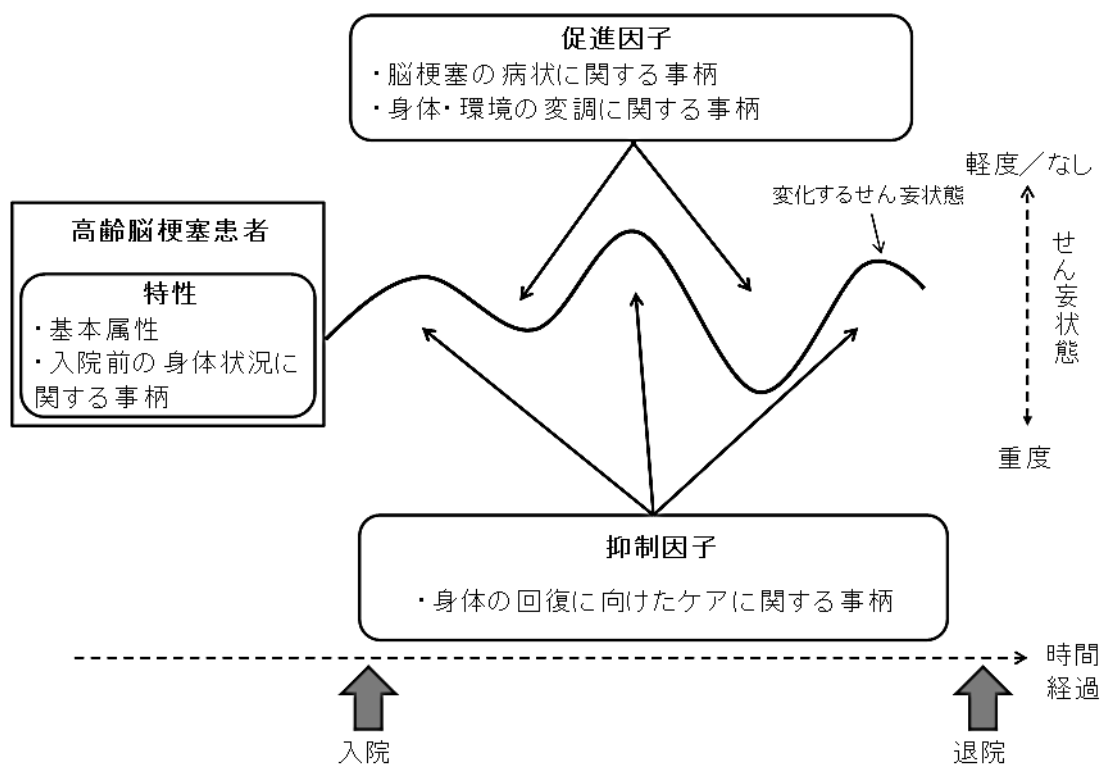 促進因子
・脳梗塞の病状に関する事柄
・身体・環境の変調に関する事柄
軽度／なし
変化するせん妄状態
せん妄状態
重度
高齢脳梗塞患者
特性
・基本属性
・入院前の身体状況に
関する事柄
抑制因子
・身体の回復に向けたケアに関する事柄
時間
経過
入院
退院